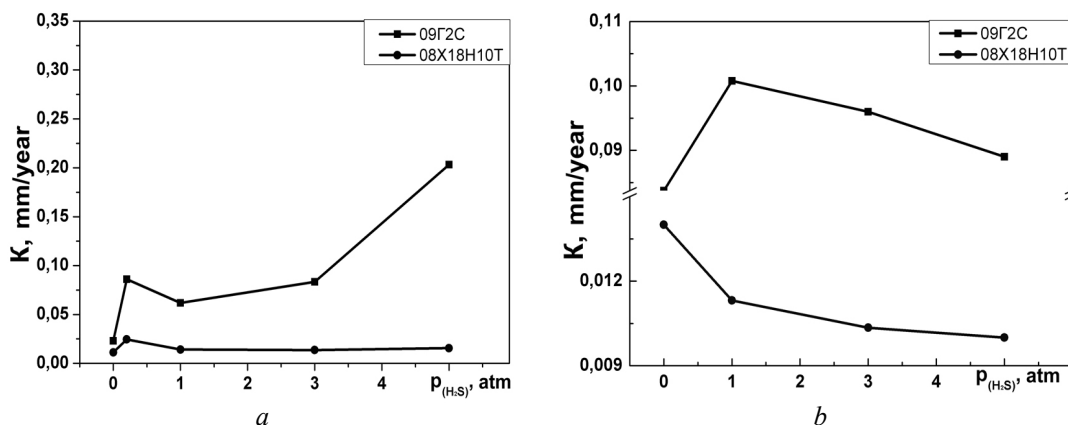 0,35
0,30
0,25
0,20
0,15
0,10
0,05
0,00
K, mm/year
09Г2С
08Х18Н10Т
0 1 2 3 4 p(H₂S), atm
a
0,11
0,10
0,09
0,012
0,009
K, mm/year
09Г2С
08Х18Н10Т
0 1 2 3 4 p(H₂S), atm
b